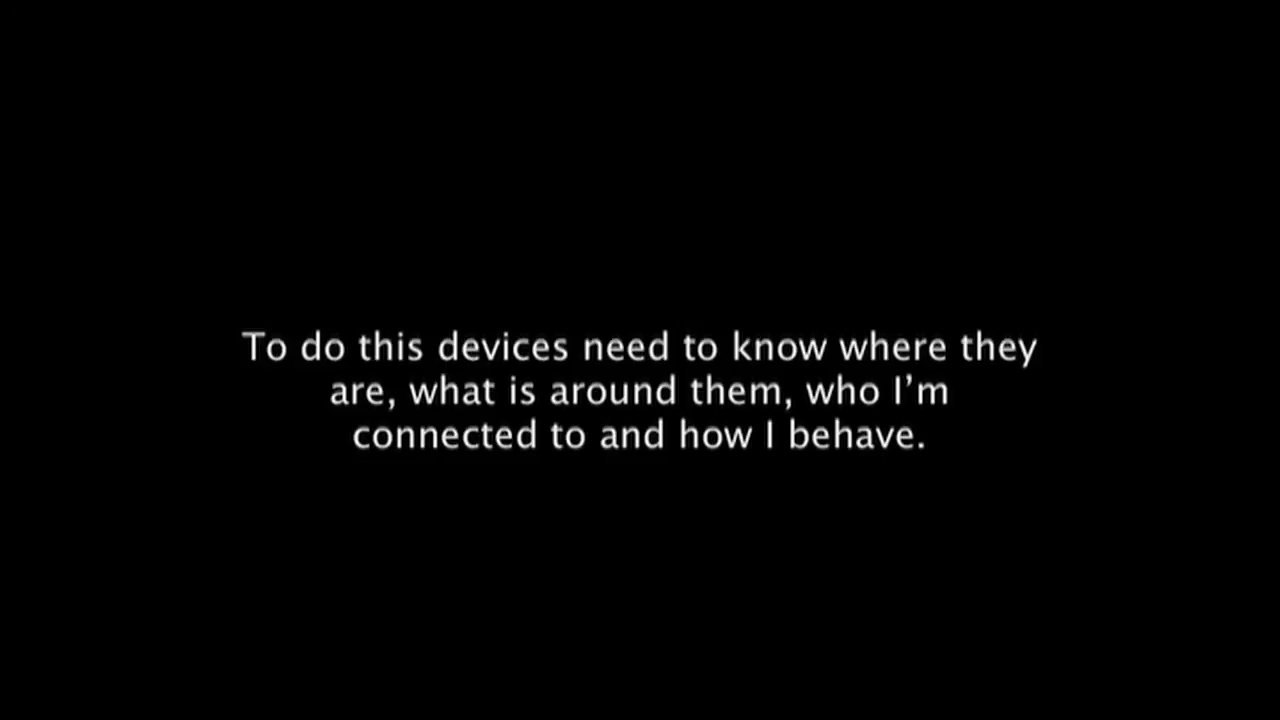 To do this devices need to know where they
are, what is around them, who I’m
connected to and how I behave.